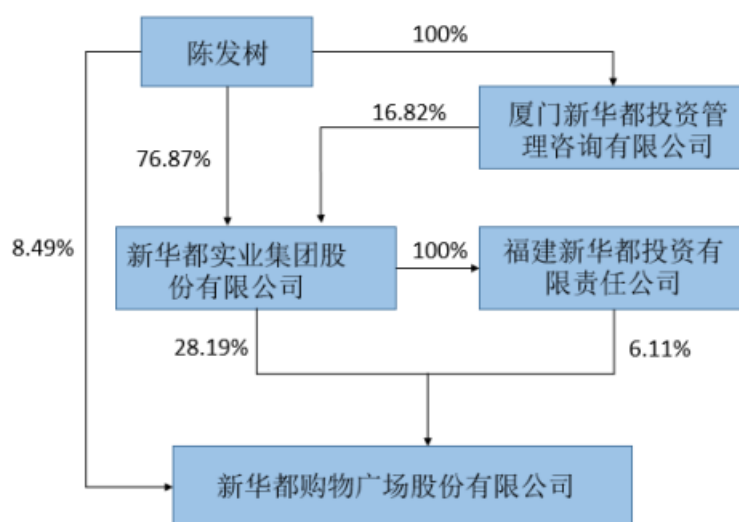 陈发树
100%
厦门新华都投资管
理咨询有限公司
16.82%
76.87%
8.49%
新华都实业集团股
份有限公司
100%
福建新华都投资有
限责任公司
28.19%
6.11%
新华都购物广场股份有限公司